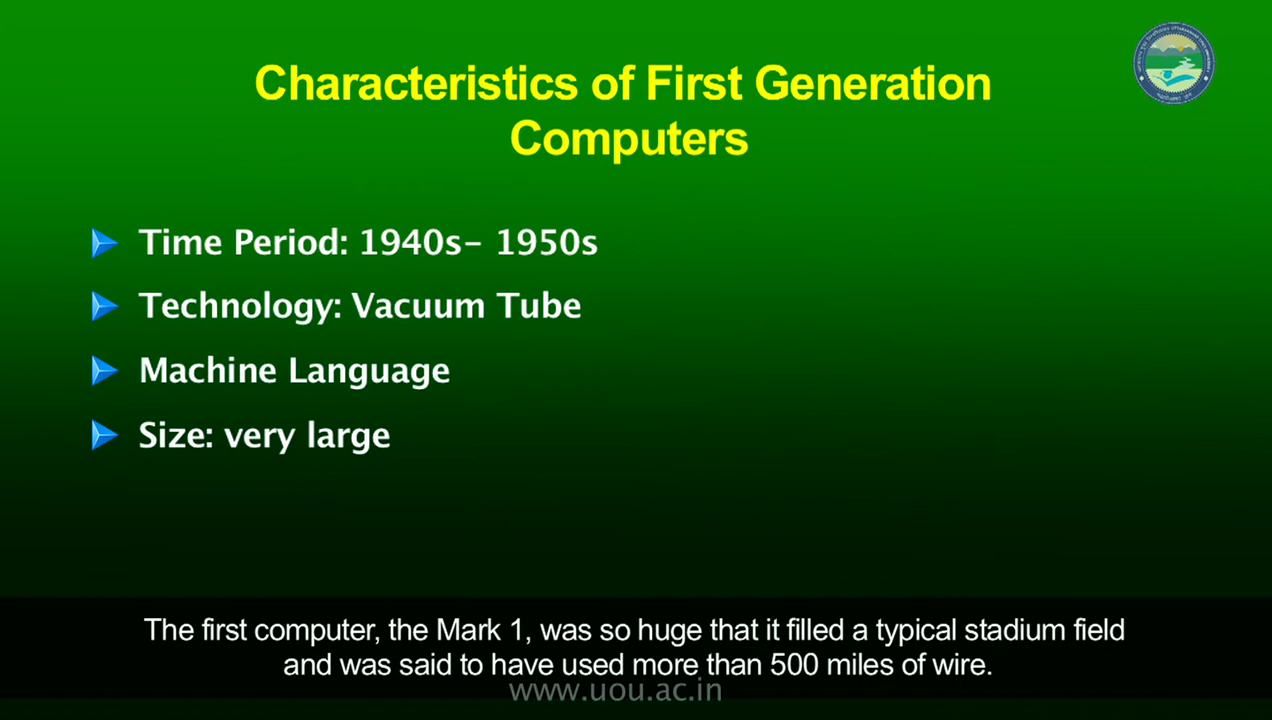 Characteristics of First Generation
Computers
Time Period: 1940s– 1950s
Technology: Vacuum Tube
Machine Language
Size: very large
The first computer, the Mark 1, was so huge that it filled a typical stadium field
and was said to have used more than 500 miles of wire.
www.uou.ac.in